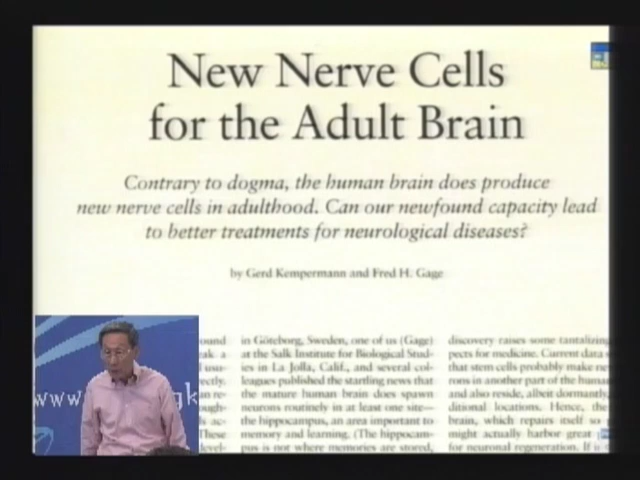 New Nerve Cells
for the Adult Brain
Contrary to dogma, the human brain does produce
new nerve cells in adulthood. Can our newfound capacity lead
to better treatments for neurological diseases?
by Gerd Kempermann and Fred H. Gage
in Göteborg, Sweden, one of us (Gage)
at the Salk Institute for Biological Stud-
ies in La Jolla, Calif., and several col-
leagues published the startling news that
the mature human brain does spawn
neurons routinely in at least one site—
the hippocampus, an area important to
memory and learning. (The hippocam-
pus is not where memories are stored,
discovery raises some tantalizing
pects for medicine. Current data
that stem cells probably make ne
rons in another part of the human
and also reside, albeit dormantly,
ditional locations. Hence, the
brain, which repairs itself so
might actually harbor great
for neuronal regeneration. If
www